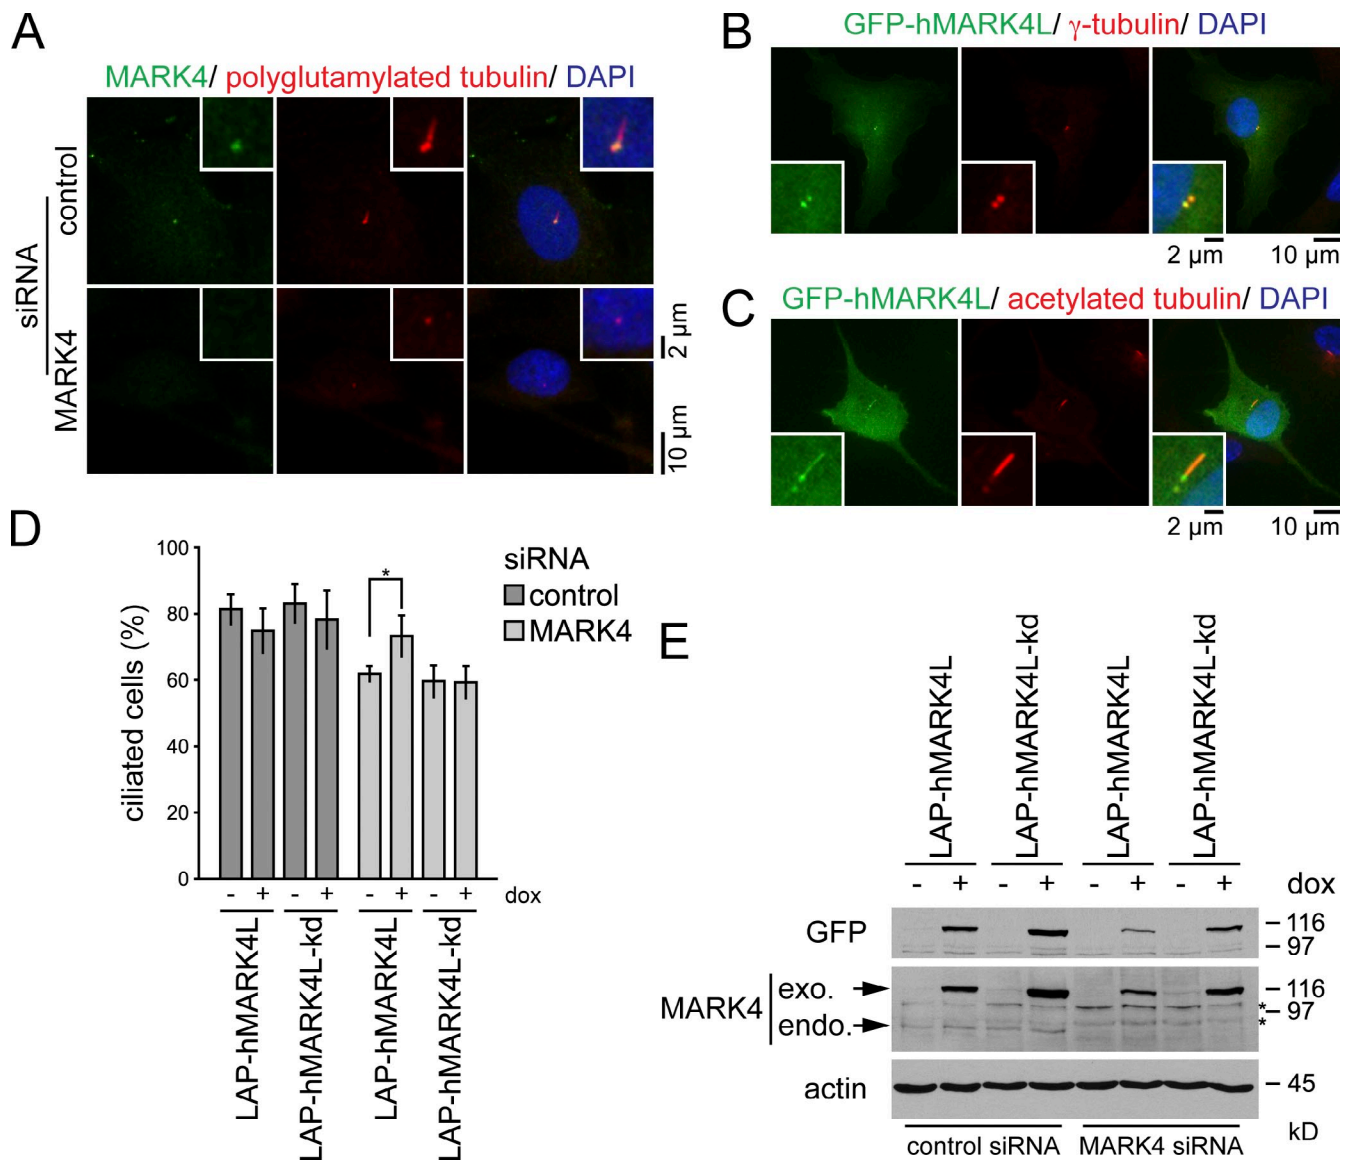 A
MARK4/ polyglutamylated tubulin/ DAPI
siRNA
control
MARK4
2 µm
10 µm
B
GFP-hMARK4L/ γ-tubulin/ DAPI
2 µm
10 µm
C
GFP-hMARK4L/ acetylated tubulin/ DAPI
2 µm
10 µm
D
ciliated cells (%)
100
80
60
40
20
0
*
siRNA
control
MARK4
- + - + - + - + dox
LAP-hMARK4L
LAP-hMARK4L-kd
LAP-hMARK4L
LAP-hMARK4L-kd
E
LAP-hMARK4L
LAP-hMARK4L-kd
LAP-hMARK4L
LAP-hMARK4L-kd
- + - + - + - + dox
GFP
116
97
MARK4
exo.
endo.
116
* 97
*
actin
45
kD
control siRNA
MARK4 siRNA